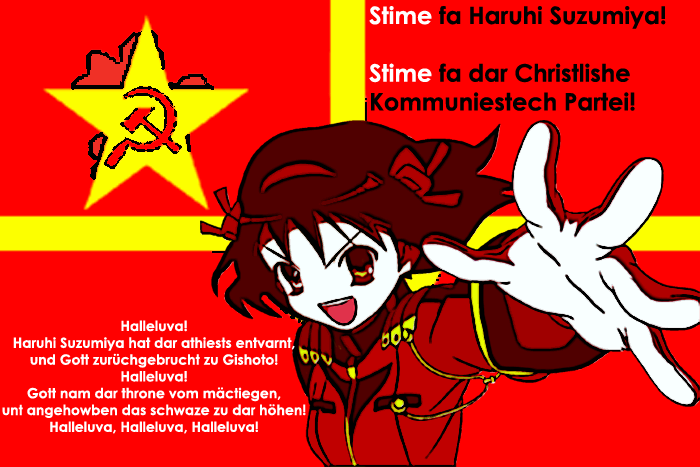 Stime fa Haruhi Suzumiya!
Stime fa dar Christlishe
Kommuniestech Partei!
Halleluva!
Haruhi Suzumiya hat dar athiests entvarnt,
und Gott zurüchgebrucht zu Gishoto!
Halleluva!
Gott nam dar throne vom mäctiegen,
unt angehowben das schwaze zu dar höhen!
Halleluva, Halleluva, Halleluva!